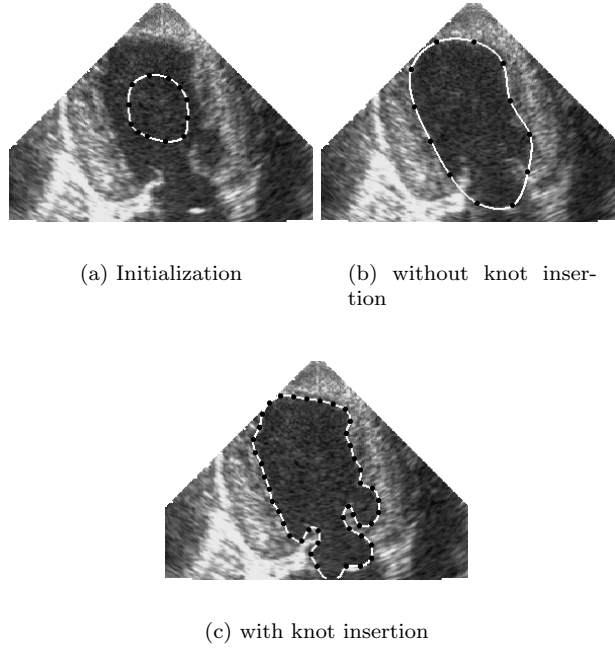 (a) Initialization
(b) without knot inser-
tion
(c) with knot insertion